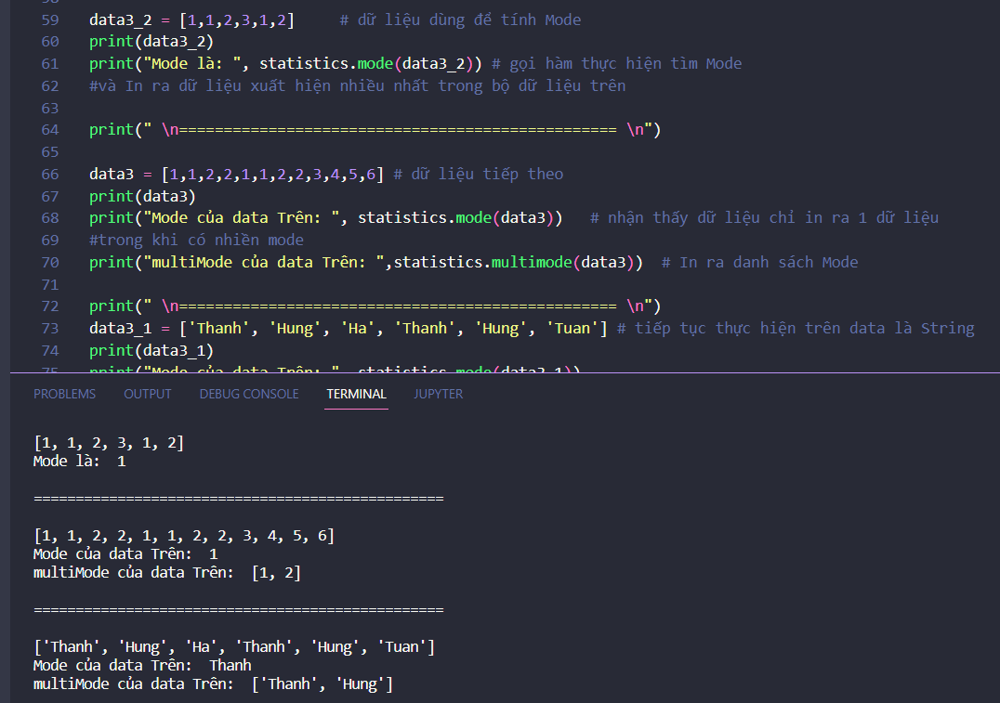 59 data3_2 = [1,1,2,3,1,2] # dữ liệu dùng để tính Mode
60 print(data3_2)
61 print("Mode là: ", statistics.mode(data3_2)) # gọi hàm thực hiện tìm Mode
62 #và In ra dữ liệu xuất hiện nhiều nhất trong bộ dữ liệu trên
63
64 print(" \n================================================= \n")
65
66 data3 = [1,1,2,2,1,1,2,2,3,4,5,6] # dữ liệu tiếp theo
67 print(data3)
68 print("Mode của data Trên: ", statistics.mode(data3)) # nhận thấy dữ liệu chỉ in ra 1 dữ liệu
69 #trong khi có nhiền mode
70 print("multiMode của data Trên: ",statistics.multimode(data3)) # In ra danh sách Mode
71
72 print(" \n================================================= \n")
73 data3_1 = ['Thanh', 'Hung', 'Ha', 'Thanh', 'Hung', 'Tuan'] # tiếp tục thực hiện trên data là String
74 print(data3_1)
75 print("Mode của data Trên: ", statistics.mode(data3_1))
PROBLEMS OUTPUT DEBUG CONSOLE TERMINAL JUPYTER
[1, 1, 2, 3, 1, 2]
Mode là:  1
=================================================
[1, 1, 2, 2, 1, 1, 2, 2, 3, 4, 5, 6]
Mode của data Trên:  1
multiMode của data Trên:  [1, 2]
=================================================
['Thanh', 'Hung', 'Ha', 'Thanh', 'Hung', 'Tuan']
Mode của data Trên:  Thanh
multiMode của data Trên:  ['Thanh', 'Hung']